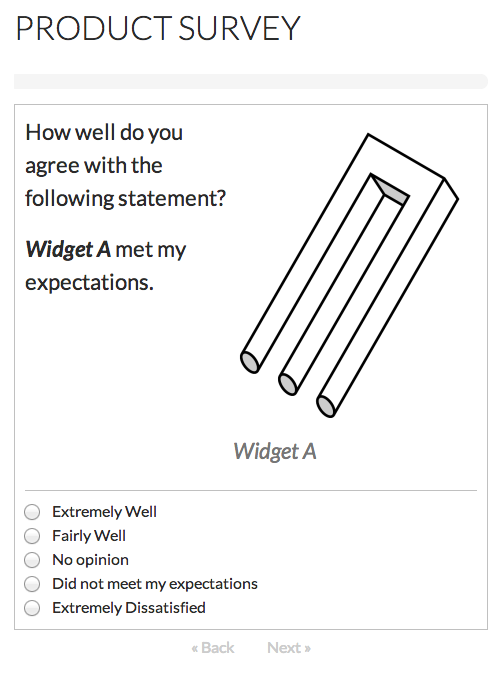 PRODUCT SURVEY
How well do you
agree with the
following statement?
Widget A met my
expectations.
Widget A
Extremely Well
Fairly Well
No opinion
Did not meet my expectations
Extremely Dissatisfied
« Back Next »